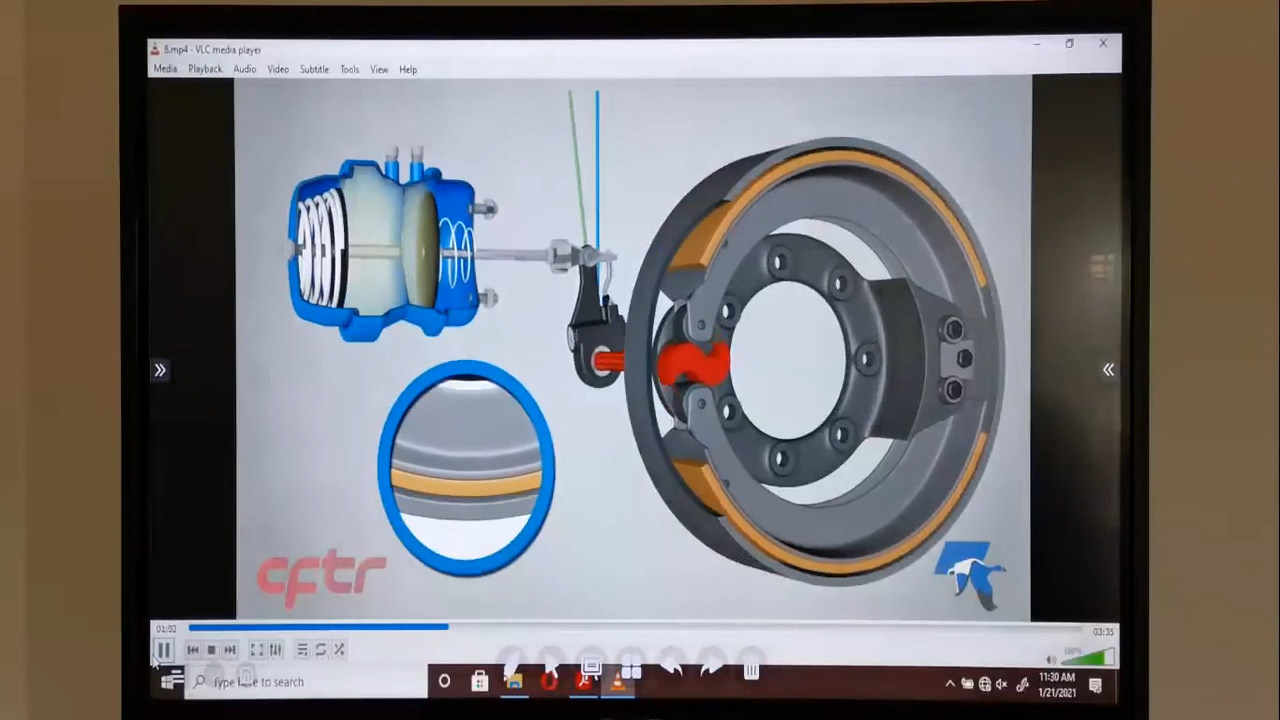 8.mp4 - VLC media player
Media Playback Audio Video Subtitle Tools View Help
cftr
01:02
03:35
100%
Type here to search
11:30 AM
1/21/2021